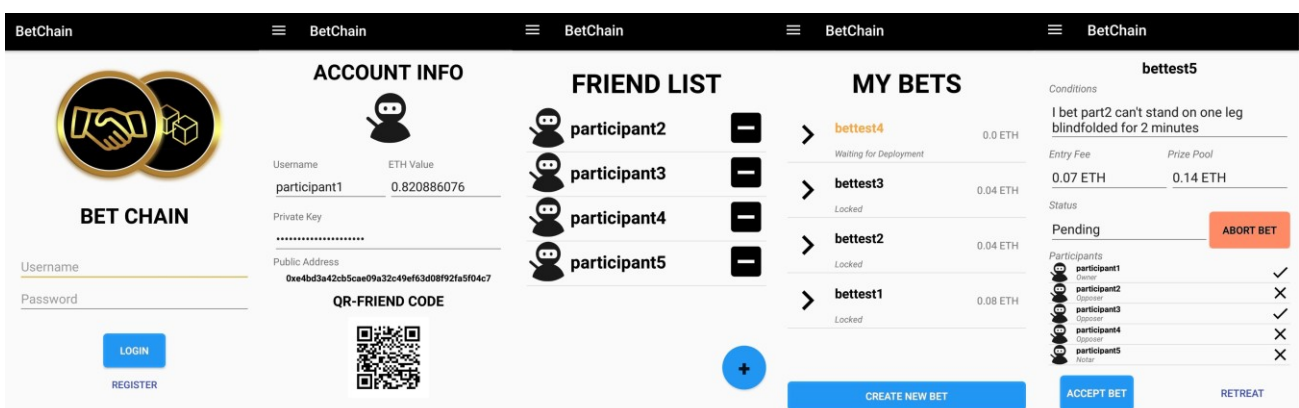 BetChain
BET CHAIN
Username
Password
LOGIN
REGISTER
BetChain
ACCOUNT INFO
Username ETH Value
participant1 0.820886076
Private Key
•••••••••••••••••••••
Public Address
0xe4bd3a42cb5cae09a32c49ef63d08f92fa5f04c7
QR-FRIEND CODE
BetChain
FRIEND LIST
participant2
participant3
participant4
participant5
+
BetChain
MY BETS
bettest4 0.0 ETH
Waiting for Deployment
bettest3 0.04 ETH
Locked
bettest2 0.04 ETH
Locked
bettest1 0.08 ETH
Locked
CREATE NEW BET
BetChain
bettest5
Conditions
I bet part2 can't stand on one leg
blindfolded for 2 minutes
Entry Fee Prize Pool
0.07 ETH 0.14 ETH
Status
Pending ABORT BET
Participants
participant1
Owner
participant2
Opposer
participant3
Opposer
participant4
Opposer
participant5
Notar
ACCEPT BET RETREAT